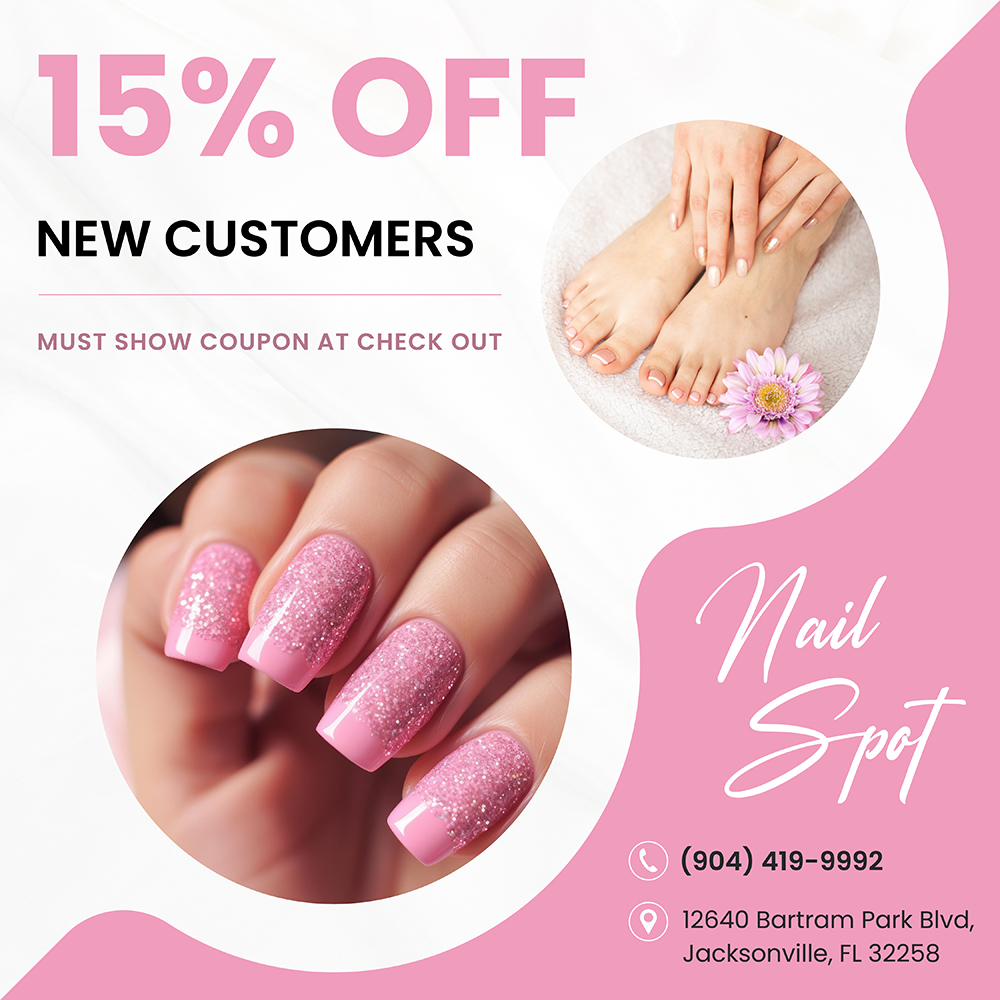 15% OFF
NEW CUSTOMERS
MUST SHOW COUPON AT CHECK OUT
Nail
Spot
(904) 419-9992
12640 Bartram Park Blvd,
Jacksonville, FL 32258